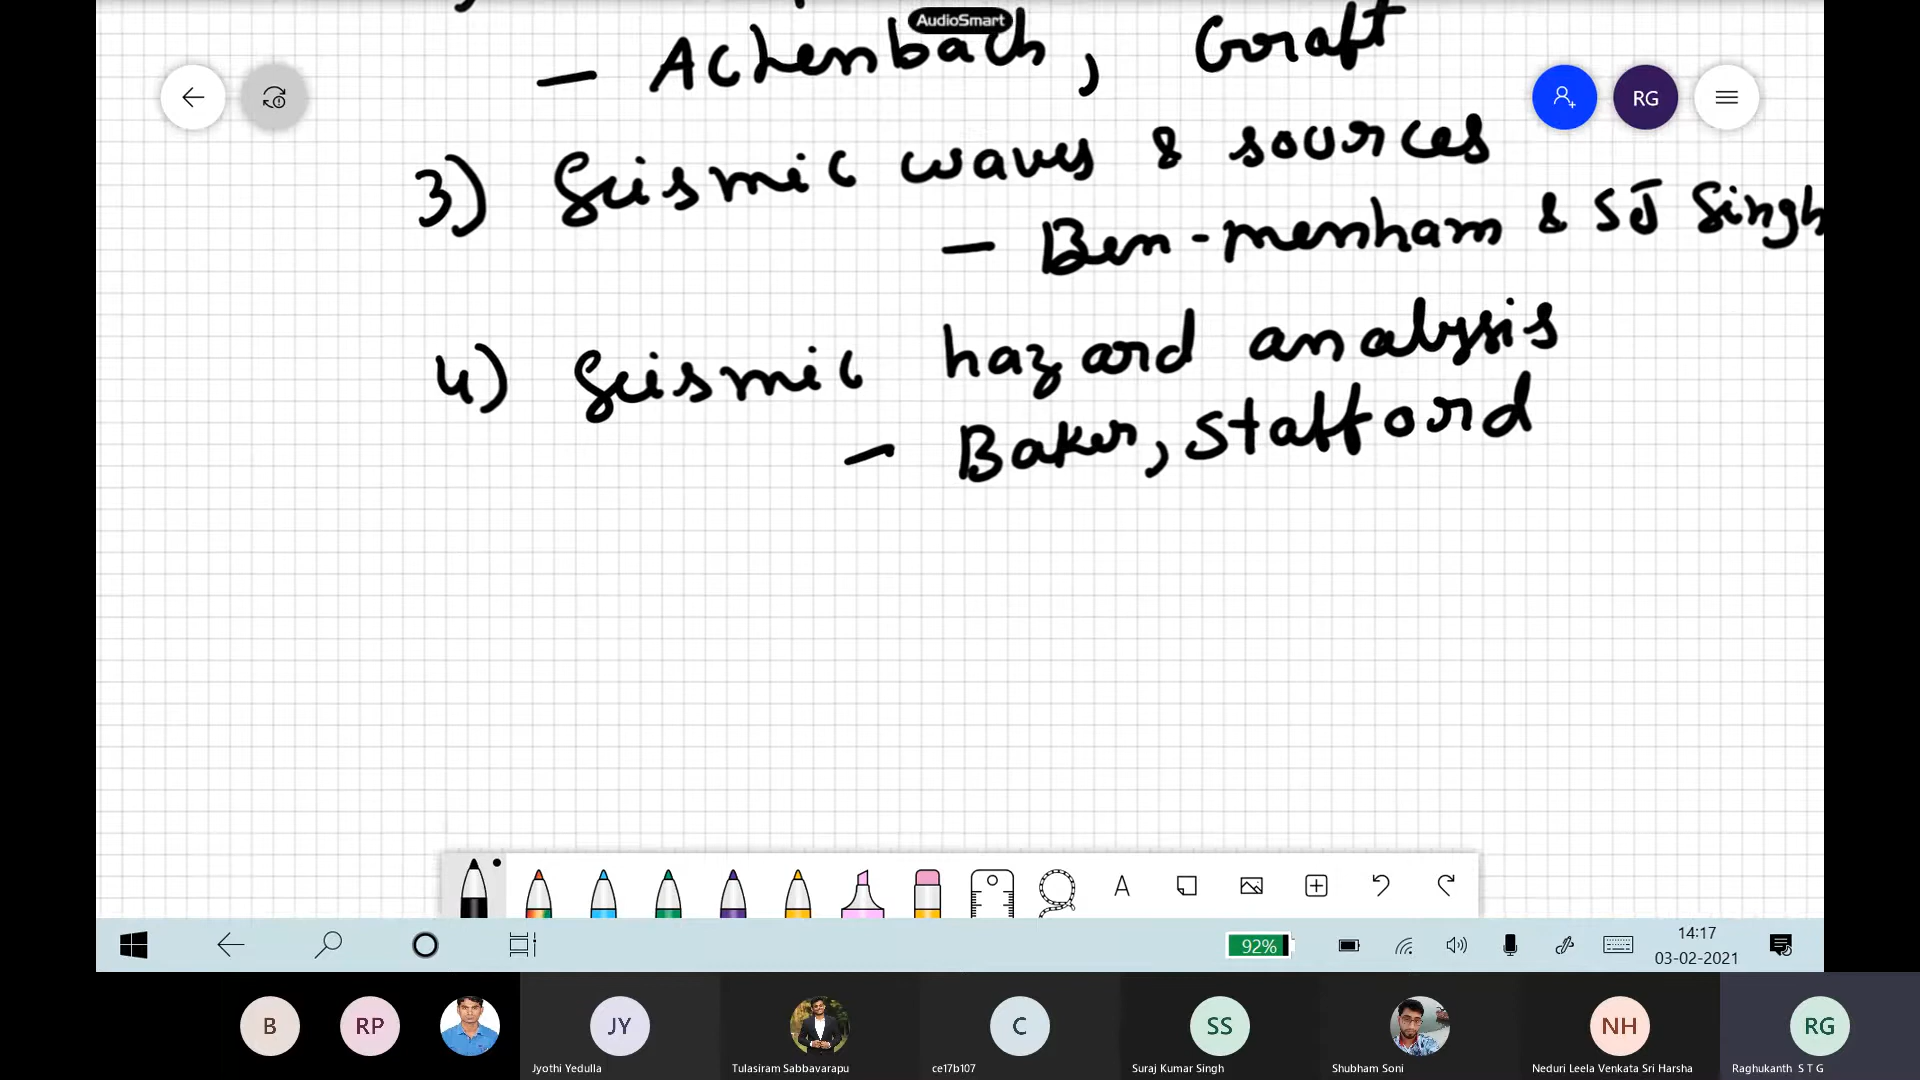 AudioSmart
– Achenbach, Graft
RG
3) Seismic waves & sources
– Ben-menham & SJ Singh
4) Seismic hazard analysis
– Baker, Stafford
A
92%
14:17
03-02-2021
B RP JY C SS NH RG
Jyothi Yedulla Tulasiram Sabbavarapu ce17b107 Suraj Kumar Singh Shubham Soni Neduri Leela Venkata Sri Harsha Raghukanth S T G